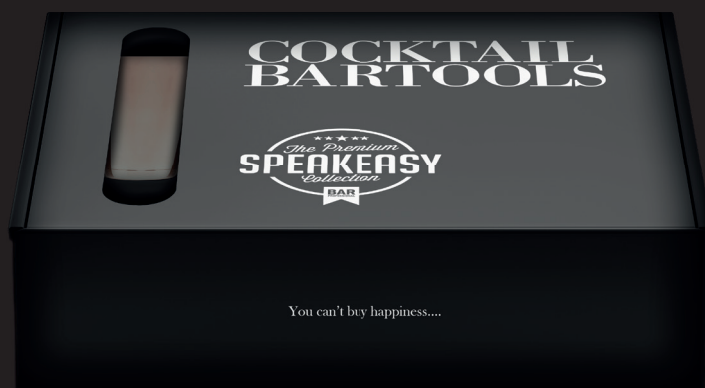 COCKTAIL
BARTOOLS
The Premium
SPEAKEASY
Collection
BAR
You can't buy happiness....